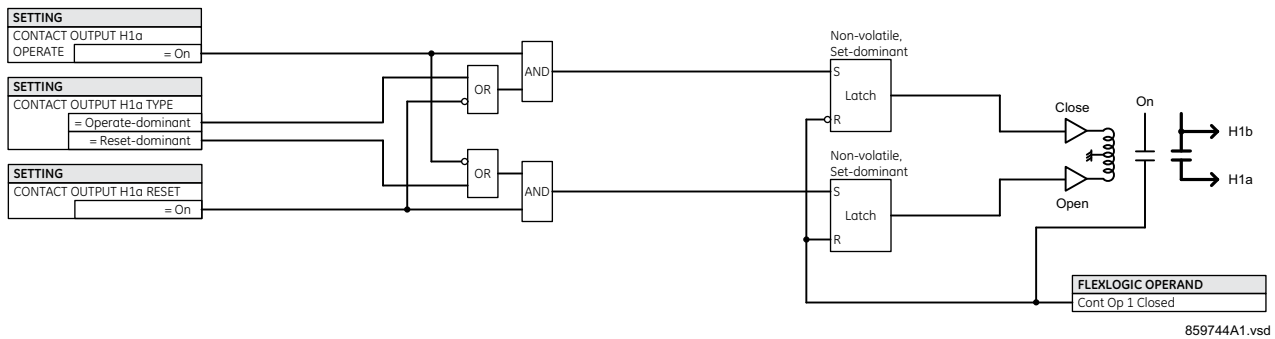 SETTING
CONTACT OUTPUT H1a
OPERATE = On
SETTING
CONTACT OUTPUT H1a TYPE
= Operate-dominant
= Reset-dominant
SETTING
CONTACT OUTPUT H1a RESET
= On
OR
AND
OR
AND
Non-volatile,
Set-dominant
S
Latch
R
Non-volatile,
Set-dominant
S
Latch
R
Close
Open
On
H1b
H1a
FLEXLOGIC OPERAND
Cont Op 1 Closed
859744A1.vsd